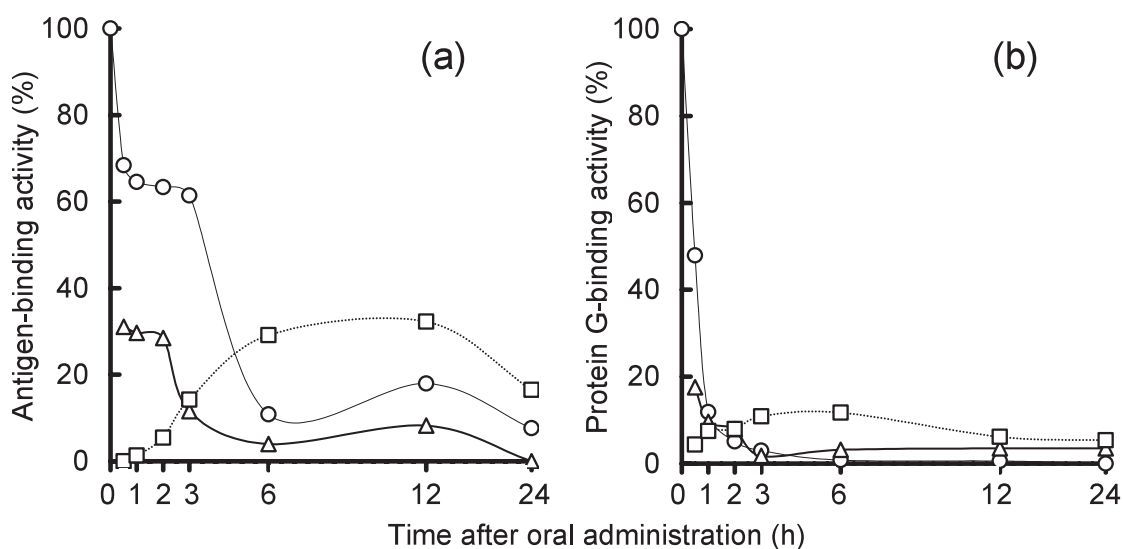 Antigen-binding activity (%)
100
80
60
40
20
0
(a)
0 1 2 3 6 12 24
Protein G-binding activity (%)
100
80
60
40
20
0
(b)
0 1 2 3 6 12 24
Time after oral administration (h)